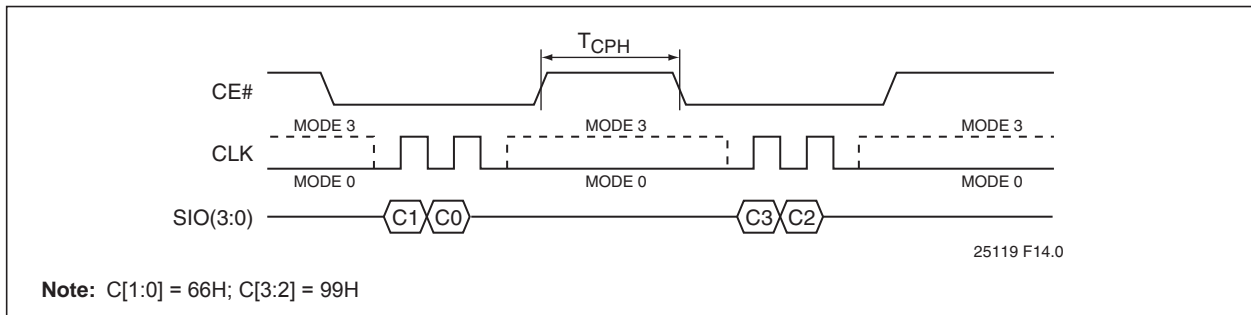 TCPH
CE#
MODE 3 MODE 3 MODE 3
CLK
MODE 0 MODE 0 MODE 0
SIO(3:0) C1 C0 C3 C2
25119 F14.0
Note: C[1:0] = 66H; C[3:2] = 99H